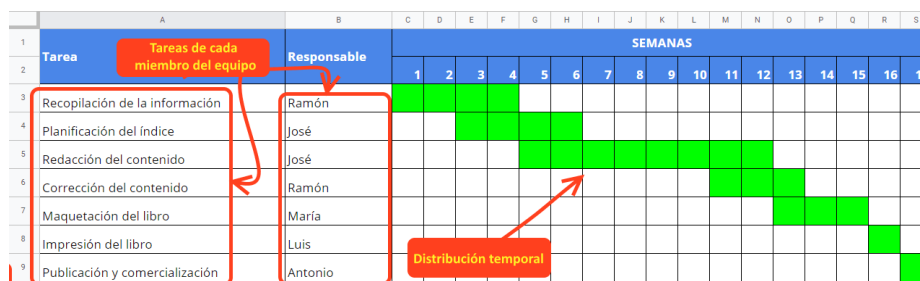 A B C D E F G H I J K L M N O P Q R S
1 Tarea Responsable SEMANAS
Tareas de cada
miembro del equipo
2 1 2 3 4 5 6 7 8 9 10 11 12 13 14 15 16
3 Recopilación de la información Ramón
4 Planificación del índice José
5 Redacción del contenido José
6 Corrección del contenido Ramón
7 Maquetación del libro María
8 Impresión del libro Luis
Distribución temporal
9 Publicación y comercialización Antonio